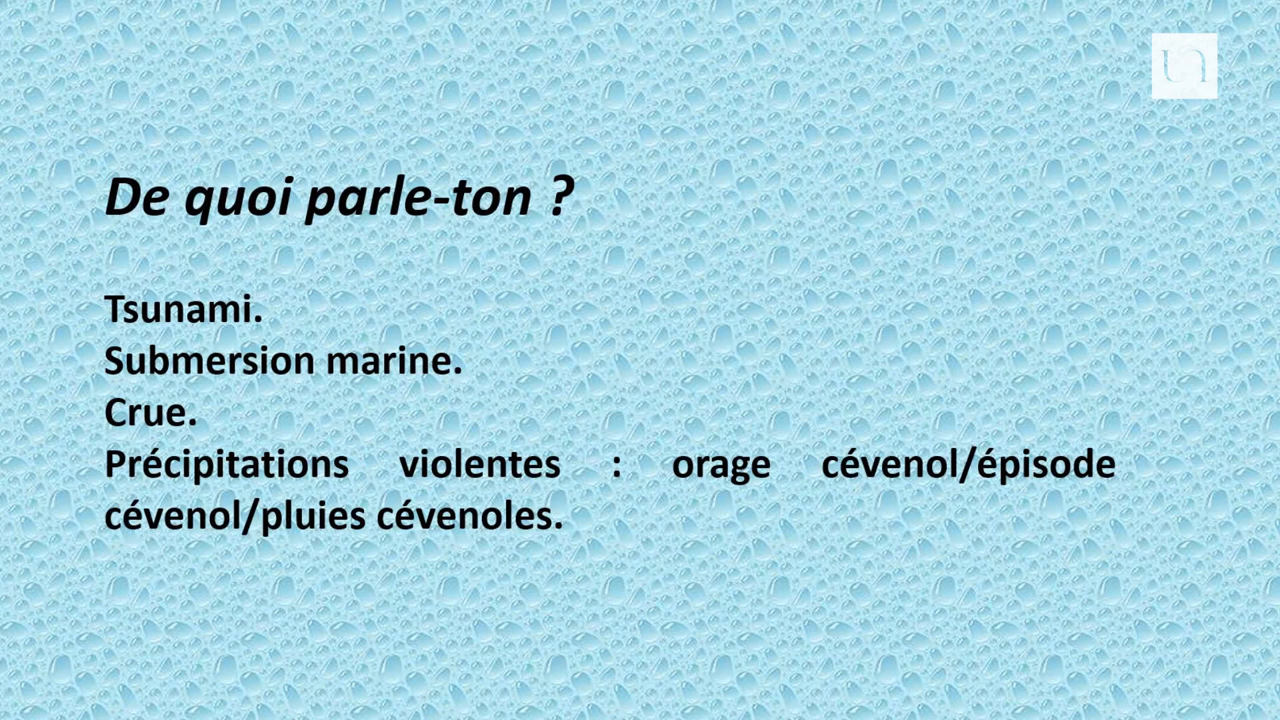 De quoi parle-ton ?
Tsunami.
Submersion marine.
Crue.
Précipitations violentes : orage cévenol/épisode
cévenol/pluies cévenoles.